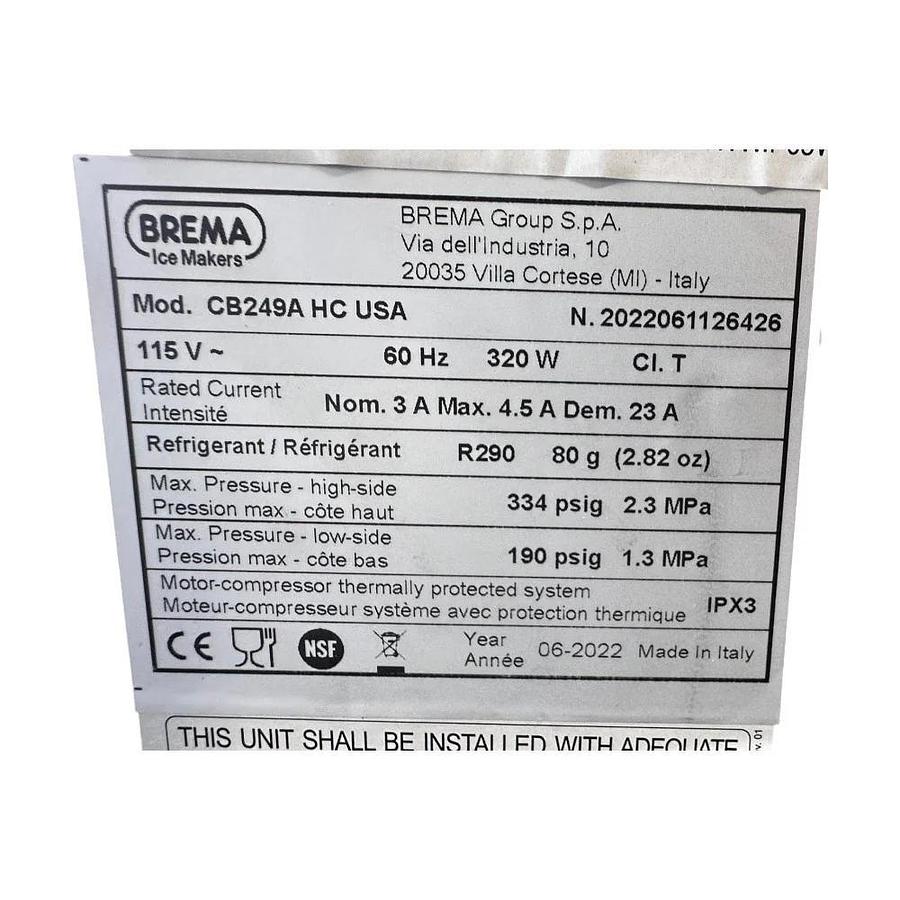 BREMA
Ice Makers
BREMA Group S.p.A.
Via dell'Industria, 10
20035 Villa Cortese (MI) - Italy
Mod. CB249A HC USA N. 2022061126426
115 V ~ 60 Hz 320 W Cl. T
Rated Current
Intensité
Nom. 3 A Max. 4.5 A Dem. 23 A
Refrigerant / Réfrigérant R290 80 g (2.82 oz)
Max. Pressure - high-side
Pression max - côte haut
334 psig 2.3 MPa
Max. Pressure - low-side
Pression max - côte bas
190 psig 1.3 MPa
Motor-compressor thermally protected system
Moteur-compresseur système avec protection thermique
IPX3
CE
NSF
Year
Année
06-2022 Made In Italy
THIS UNIT SHALL BE INSTALLED WITH ADEQUATE